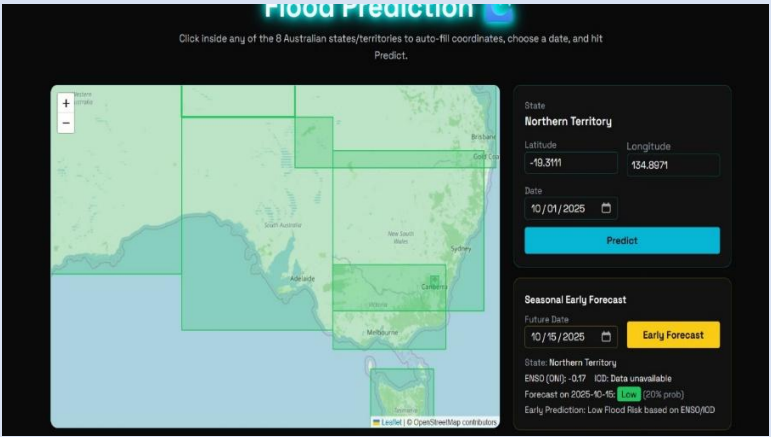 Flood Prediction
Click inside any of the 8 Australian states/territories to auto-fill coordinates, choose a date, and hit
Predict.
+
−
Western
Australia
Brisbane
Gold Coa
South Australia
New South
Wales
Sydney
Adelaide
Canberra
Victoria
Melbourne
Tasmania
Leaflet | © OpenStreetMap contributors
State
Northern Territory
Latitude
Longitude
-19.3111
134.8971
Date
10/01/2025
Predict
Seasonal Early Forecast
Future Date
10/15/2025
Early Forecast
State: Northern Territory
ENSO (ONI): -0.17 IOD: Data unavailable
Forecast on 2025-10-15: Low (20% prob)
Early Prediction: Low Flood Risk based on ENSO/IOD